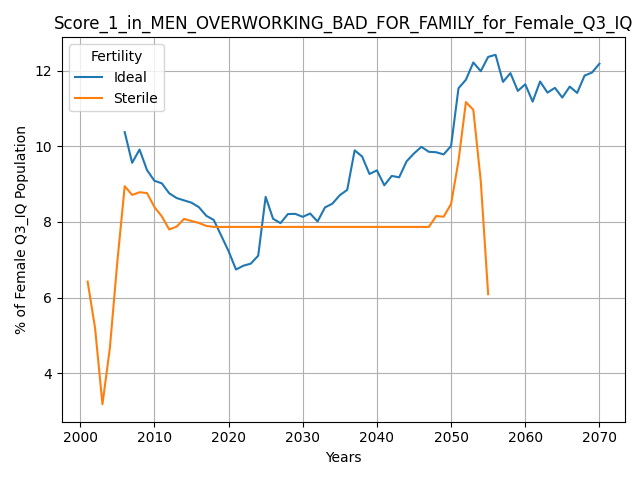 Score_1_in_MEN_OVERWORKING_BAD_FOR_FAMILY_for_Female_Q3_IQ
Fertility
Ideal
Sterile
% of Female Q3_IQ Population
12
10
8
6
4
2000 2010 2020 2030 2040 2050 2060 2070
Years